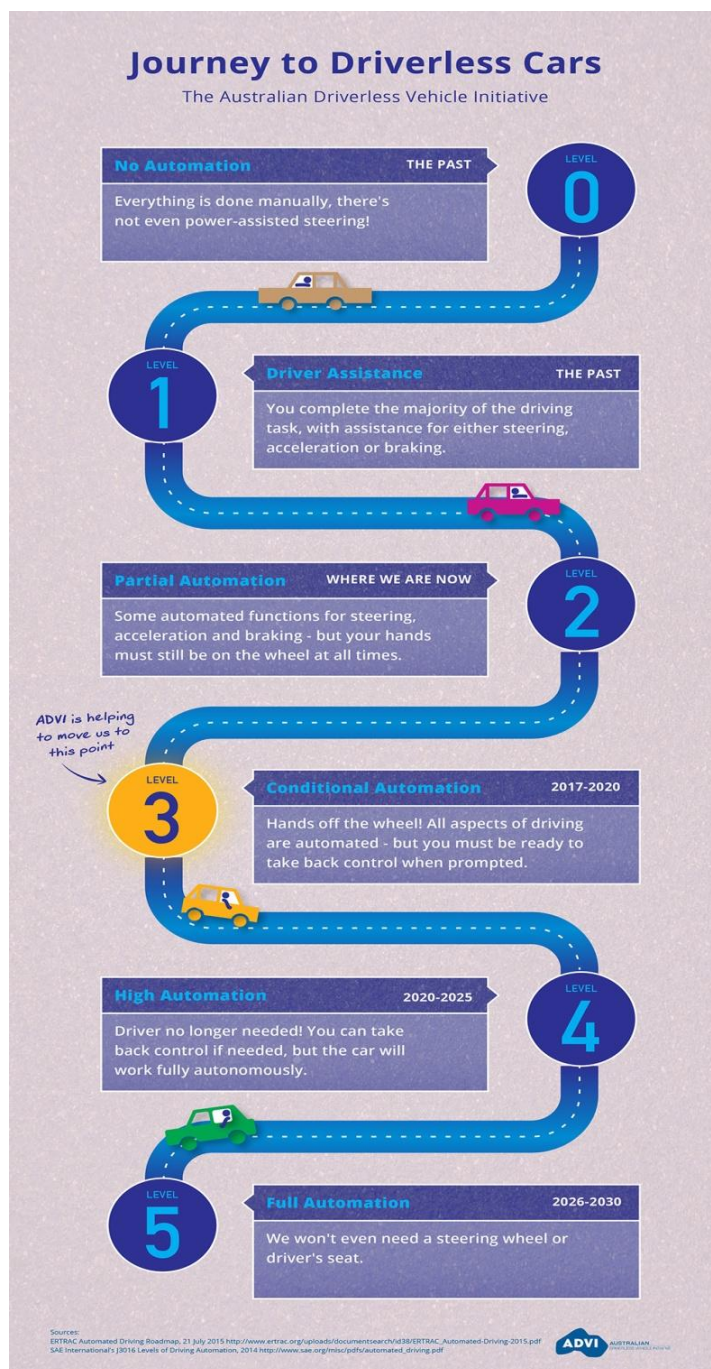 Journey to Driverless Cars
The Australian Driverless Vehicle Initiative
No Automation THE PAST
Everything is done manually, there's
not even power-assisted steering!
LEVEL
0
LEVEL
1
Driver Assistance THE PAST
You complete the majority of the driving
task, with assistance for either steering,
acceleration or braking.
Partial Automation WHERE WE ARE NOW
Some automated functions for steering,
acceleration and braking - but your hands
must still be on the wheel at all times.
LEVEL
2
ADVI is helping
to move us to
this point
LEVEL
3
Conditional Automation 2017-2020
Hands off the wheel! All aspects of driving
are automated - but you must be ready to
take back control when prompted.
High Automation 2020-2025
Driver no longer needed! You can take
back control if needed, but the car will
work fully autonomously.
LEVEL
4
LEVEL
5
Full Automation 2026-2030
We won't even need a steering wheel or
driver's seat.
Sources:
ERTRAC Automated Driving Roadmap, 21 July 2015 http://www.ertrac.org/uploads/documentsearch/id38/ERTRAC_Automated-Driving-2015.pdf
SAE International's J3016 Levels of Driving Automation, 2014 http://www.sae.org/misc/pdfs/automated_driving.pdf
ADVI
AUSTRALIAN